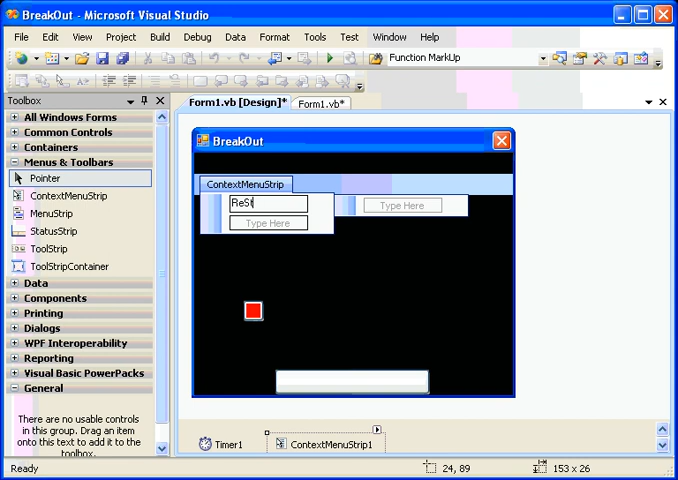 BreakOut - Microsoft Visual Studio
File Edit View Project Build Debug Data Format Tools Test Window Help
Function MarkUp
Toolbox
Form1.vb [Design]* Form1.vb*
All Windows Forms
Common Controls
Containers
Menus & Toolbars
Pointer
ContextMenuStrip
MenuStrip
StatusStrip
ToolStrip
ToolStripContainer
Data
Components
Printing
Dialogs
WPF Interoperability
Reporting
Visual Basic PowerPacks
General
There are no usable controls
in this group. Drag an item
onto this text to add it to the
toolbox.
BreakOut
ContextMenuStrip
ReSt
Type Here
Type Here
Timer1 ContextMenuStrip1
Ready 24, 89 153 x 26